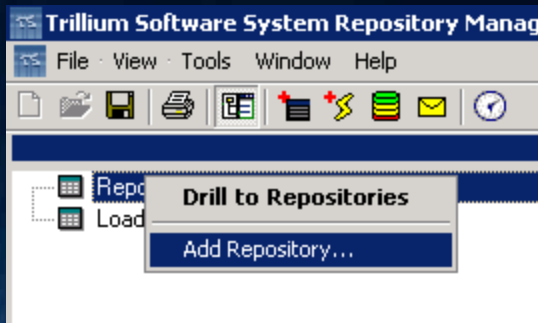 Trillium Software System Repository Manag
File View Tools Window Help
Repo
Drill to Repositories
Load
Add Repository...